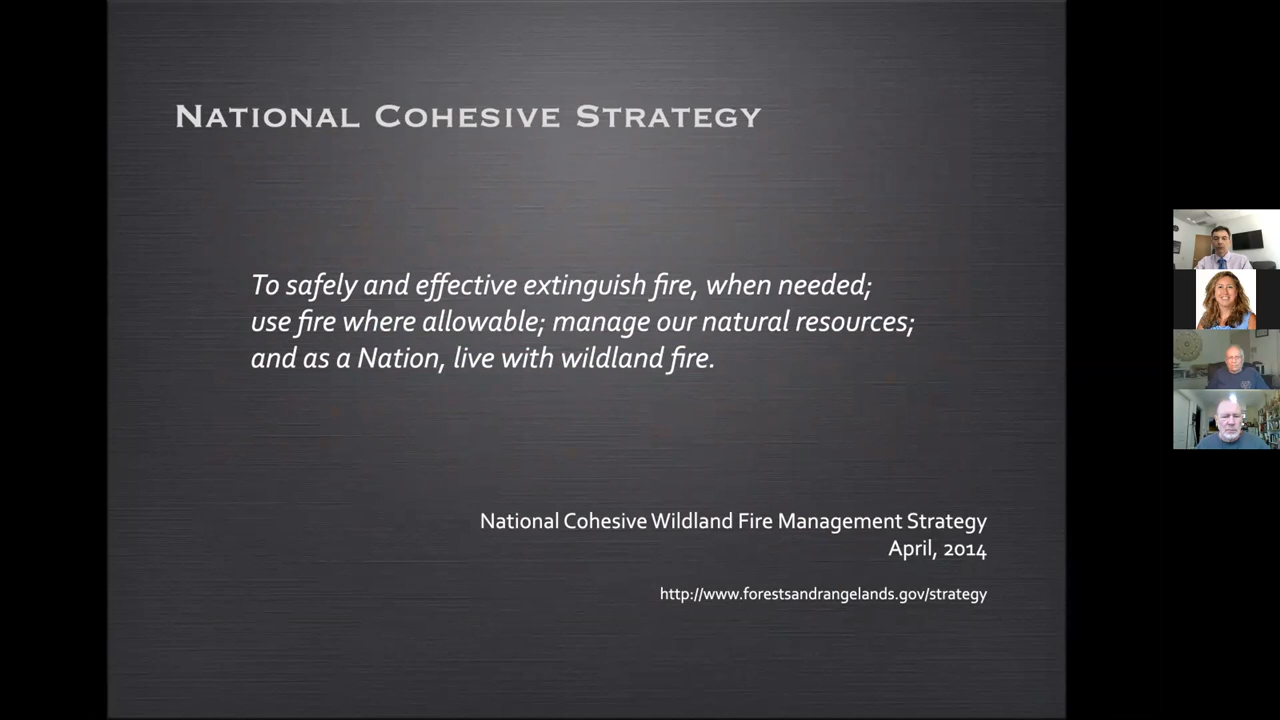 National Cohesive Strategy
To safely and effective extinguish fire, when needed;
use fire where allowable; manage our natural resources;
and as a Nation, live with wildland fire.
National Cohesive Wildland Fire Management Strategy
April, 2014
http://www.forestsandrangelands.gov/strategy